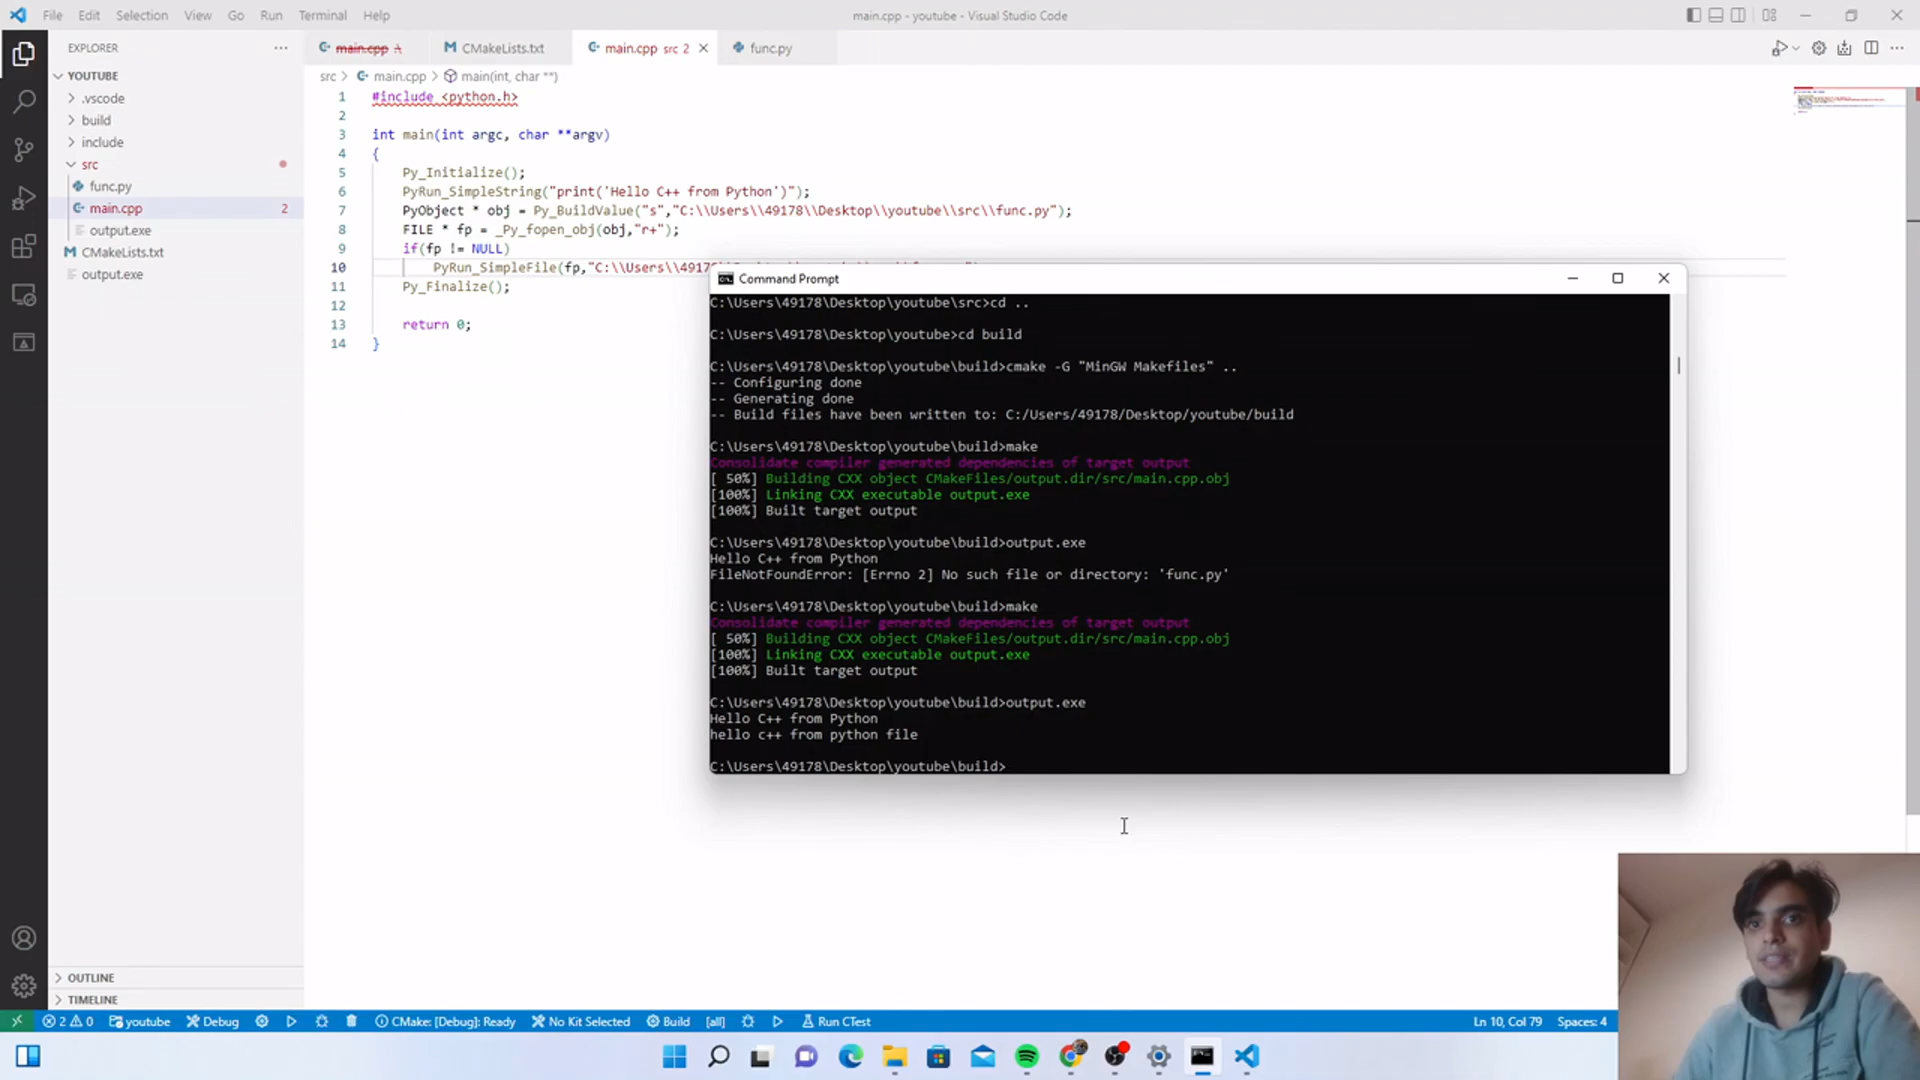 File Edit Selection View Go Run Terminal Help
main.cpp - youtube - Visual Studio Code
EXPLORER
YOUTUBE
.vscode
build
include
src
func.py
main.cpp 2
output.exe
CMakeLists.txt
output.exe
OUTLINE
TIMELINE
main.cpp
CMakeLists.txt
main.cpp src 2
func.py
src > main.cpp > main(int, char **)
1 #include <python.h>
2
3 int main(int argc, char **argv)
4 {
5 Py_Initialize();
6 PyRun_SimpleString("print('Hello C++ from Python')");
7 PyObject * obj = Py_BuildValue("s","C:\\Users\\49178\\Desktop\\youtube\\src\\func.py");
8 FILE * fp = _Py_fopen_obj(obj,"r+");
9 if(fp != NULL)
10 PyRun_SimpleFile(fp,"C:\\Users\\4917
11 Py_Finalize();
12
13 return 0;
14 }
Command Prompt
C:\Users\49178\Desktop\youtube\src>cd ..
C:\Users\49178\Desktop\youtube>cd build
C:\Users\49178\Desktop\youtube\build>cmake -G "MinGW Makefiles" ..
-- Configuring done
-- Generating done
-- Build files have been written to: C:/Users/49178/Desktop/youtube/build
C:\Users\49178\Desktop\youtube\build>make
Consolidate compiler generated dependencies of target output
[ 50%] Building CXX object CMakeFiles/output.dir/src/main.cpp.obj
[100%] Linking CXX executable output.exe
[100%] Built target output
C:\Users\49178\Desktop\youtube\build>output.exe
Hello C++ from Python
FileNotFoundError: [Errno 2] No such file or directory: 'func.py'
C:\Users\49178\Desktop\youtube\build>make
Consolidate compiler generated dependencies of target output
[ 50%] Building CXX object CMakeFiles/output.dir/src/main.cpp.obj
[100%] Linking CXX executable output.exe
[100%] Built target output
C:\Users\49178\Desktop\youtube\build>output.exe
Hello C++ from Python
hello c++ from python file
C:\Users\49178\Desktop\youtube\build>
2 0 youtube Debug CMake: [Debug]: Ready No Kit Selected Build [all] Run CTest Ln 10, Col 79 Spaces: 4